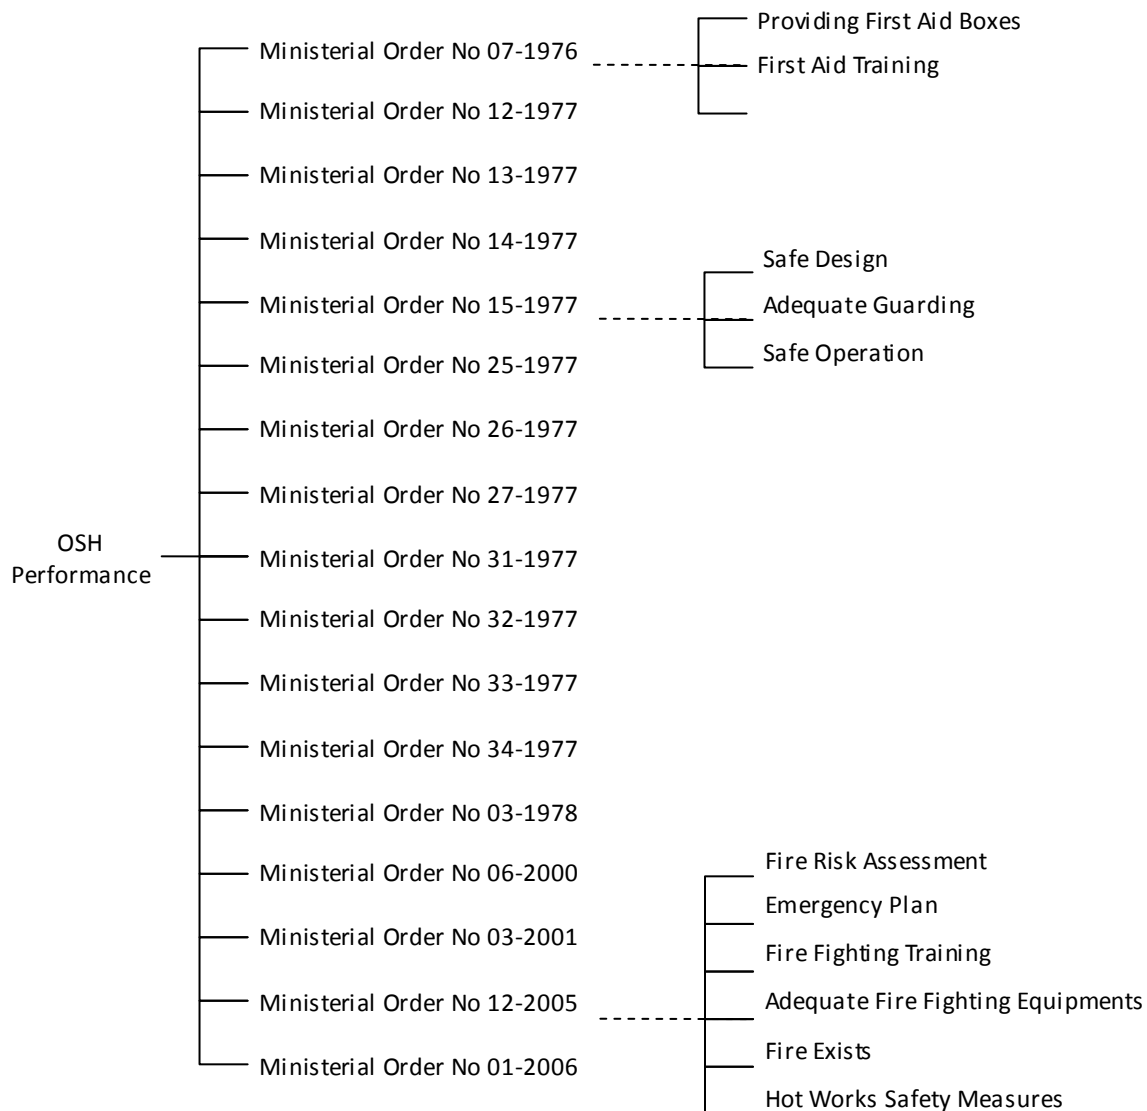 OSH
Performance
Ministerial Order No 07-1976
Ministerial Order No 12-1977
Ministerial Order No 13-1977
Ministerial Order No 14-1977
Ministerial Order No 15-1977
Ministerial Order No 25-1977
Ministerial Order No 26-1977
Ministerial Order No 27-1977
Ministerial Order No 31-1977
Ministerial Order No 32-1977
Ministerial Order No 33-1977
Ministerial Order No 34-1977
Ministerial Order No 03-1978
Ministerial Order No 06-2000
Ministerial Order No 03-2001
Ministerial Order No 12-2005
Ministerial Order No 01-2006
Providing First Aid Boxes
First Aid Training
Safe Design
Adequate Guarding
Safe Operation
Fire Risk Assessment
Emergency Plan
Fire Fighting Training
Adequate Fire Fighting Equipments
Fire Exists
Hot Works Safety Measures